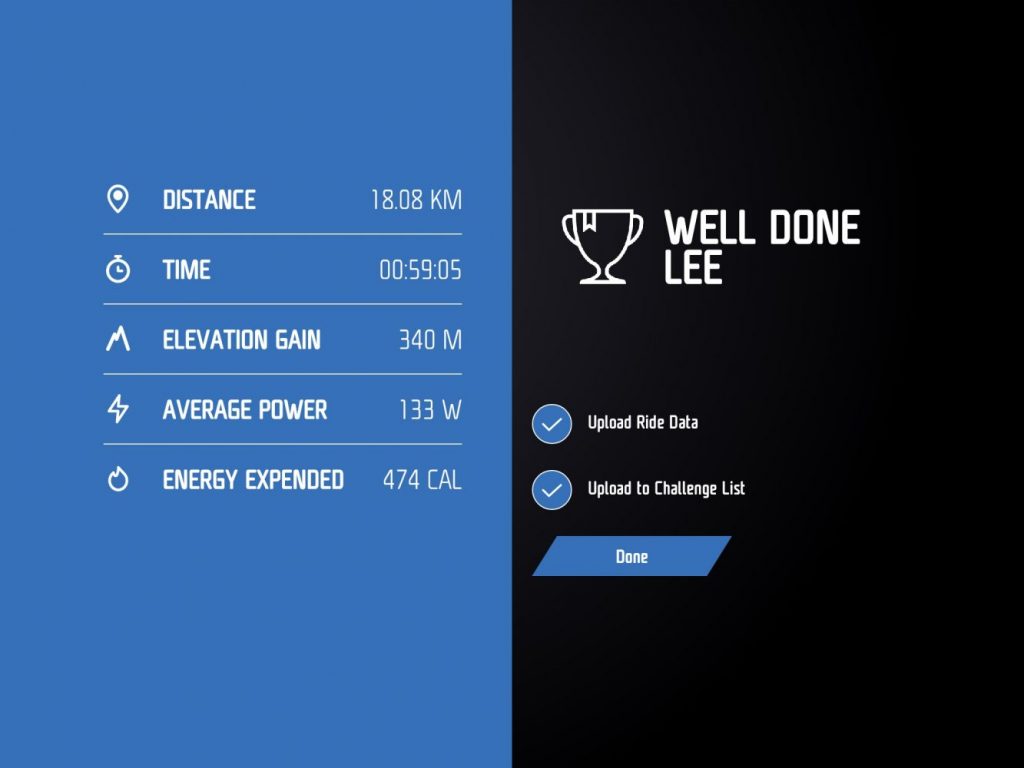 DISTANCE 18.08 KM
TIME 00:59:05
ELEVATION GAIN 340 M
AVERAGE POWER 133 W
ENERGY EXPENDED 474 CAL
WELL DONE
LEE
Upload Ride Data
Upload to Challenge List
Done